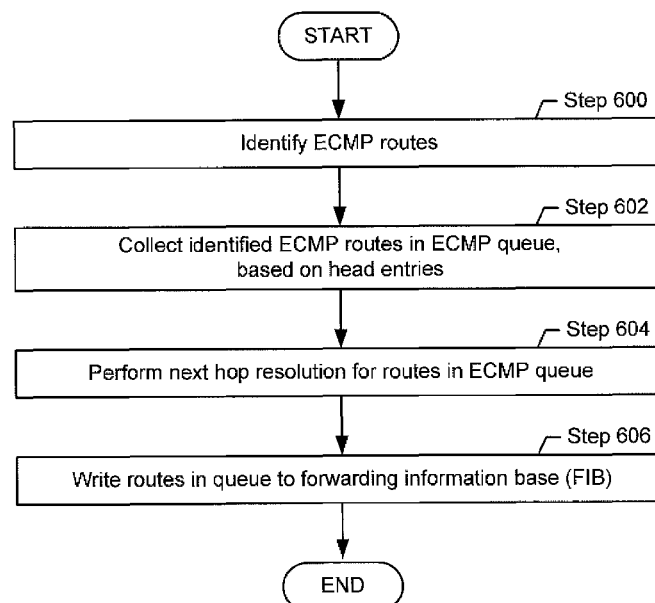 START
Step 600
Identify ECMP routes
Step 602
Collect identified ECMP routes in ECMP queue,
based on head entries
Step 604
Perform next hop resolution for routes in ECMP queue
Step 606
Write routes in queue to forwarding information base (FIB)
END